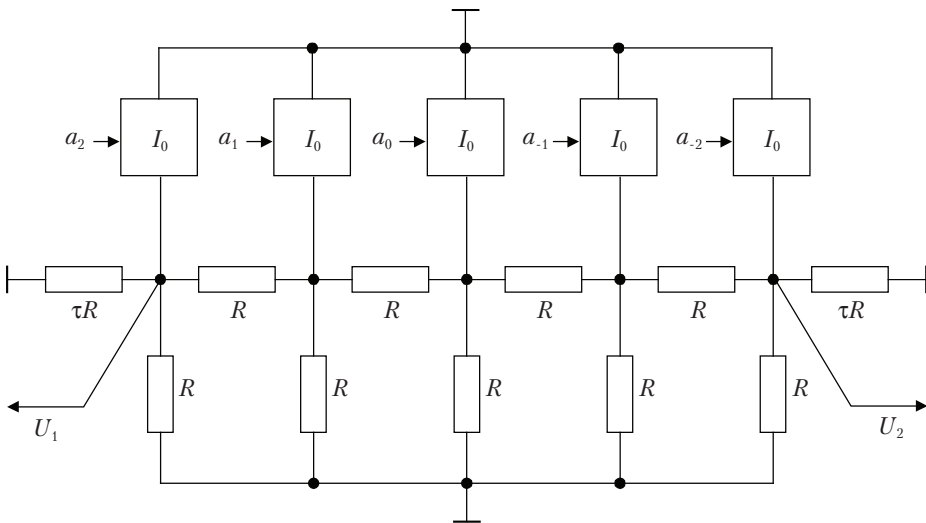 a₂ I₀ a₁ I₀ a₀ I₀ a₋₁ I₀ a₋₂ I₀
τR R R R R τR
R R R R R
U₁ U₂